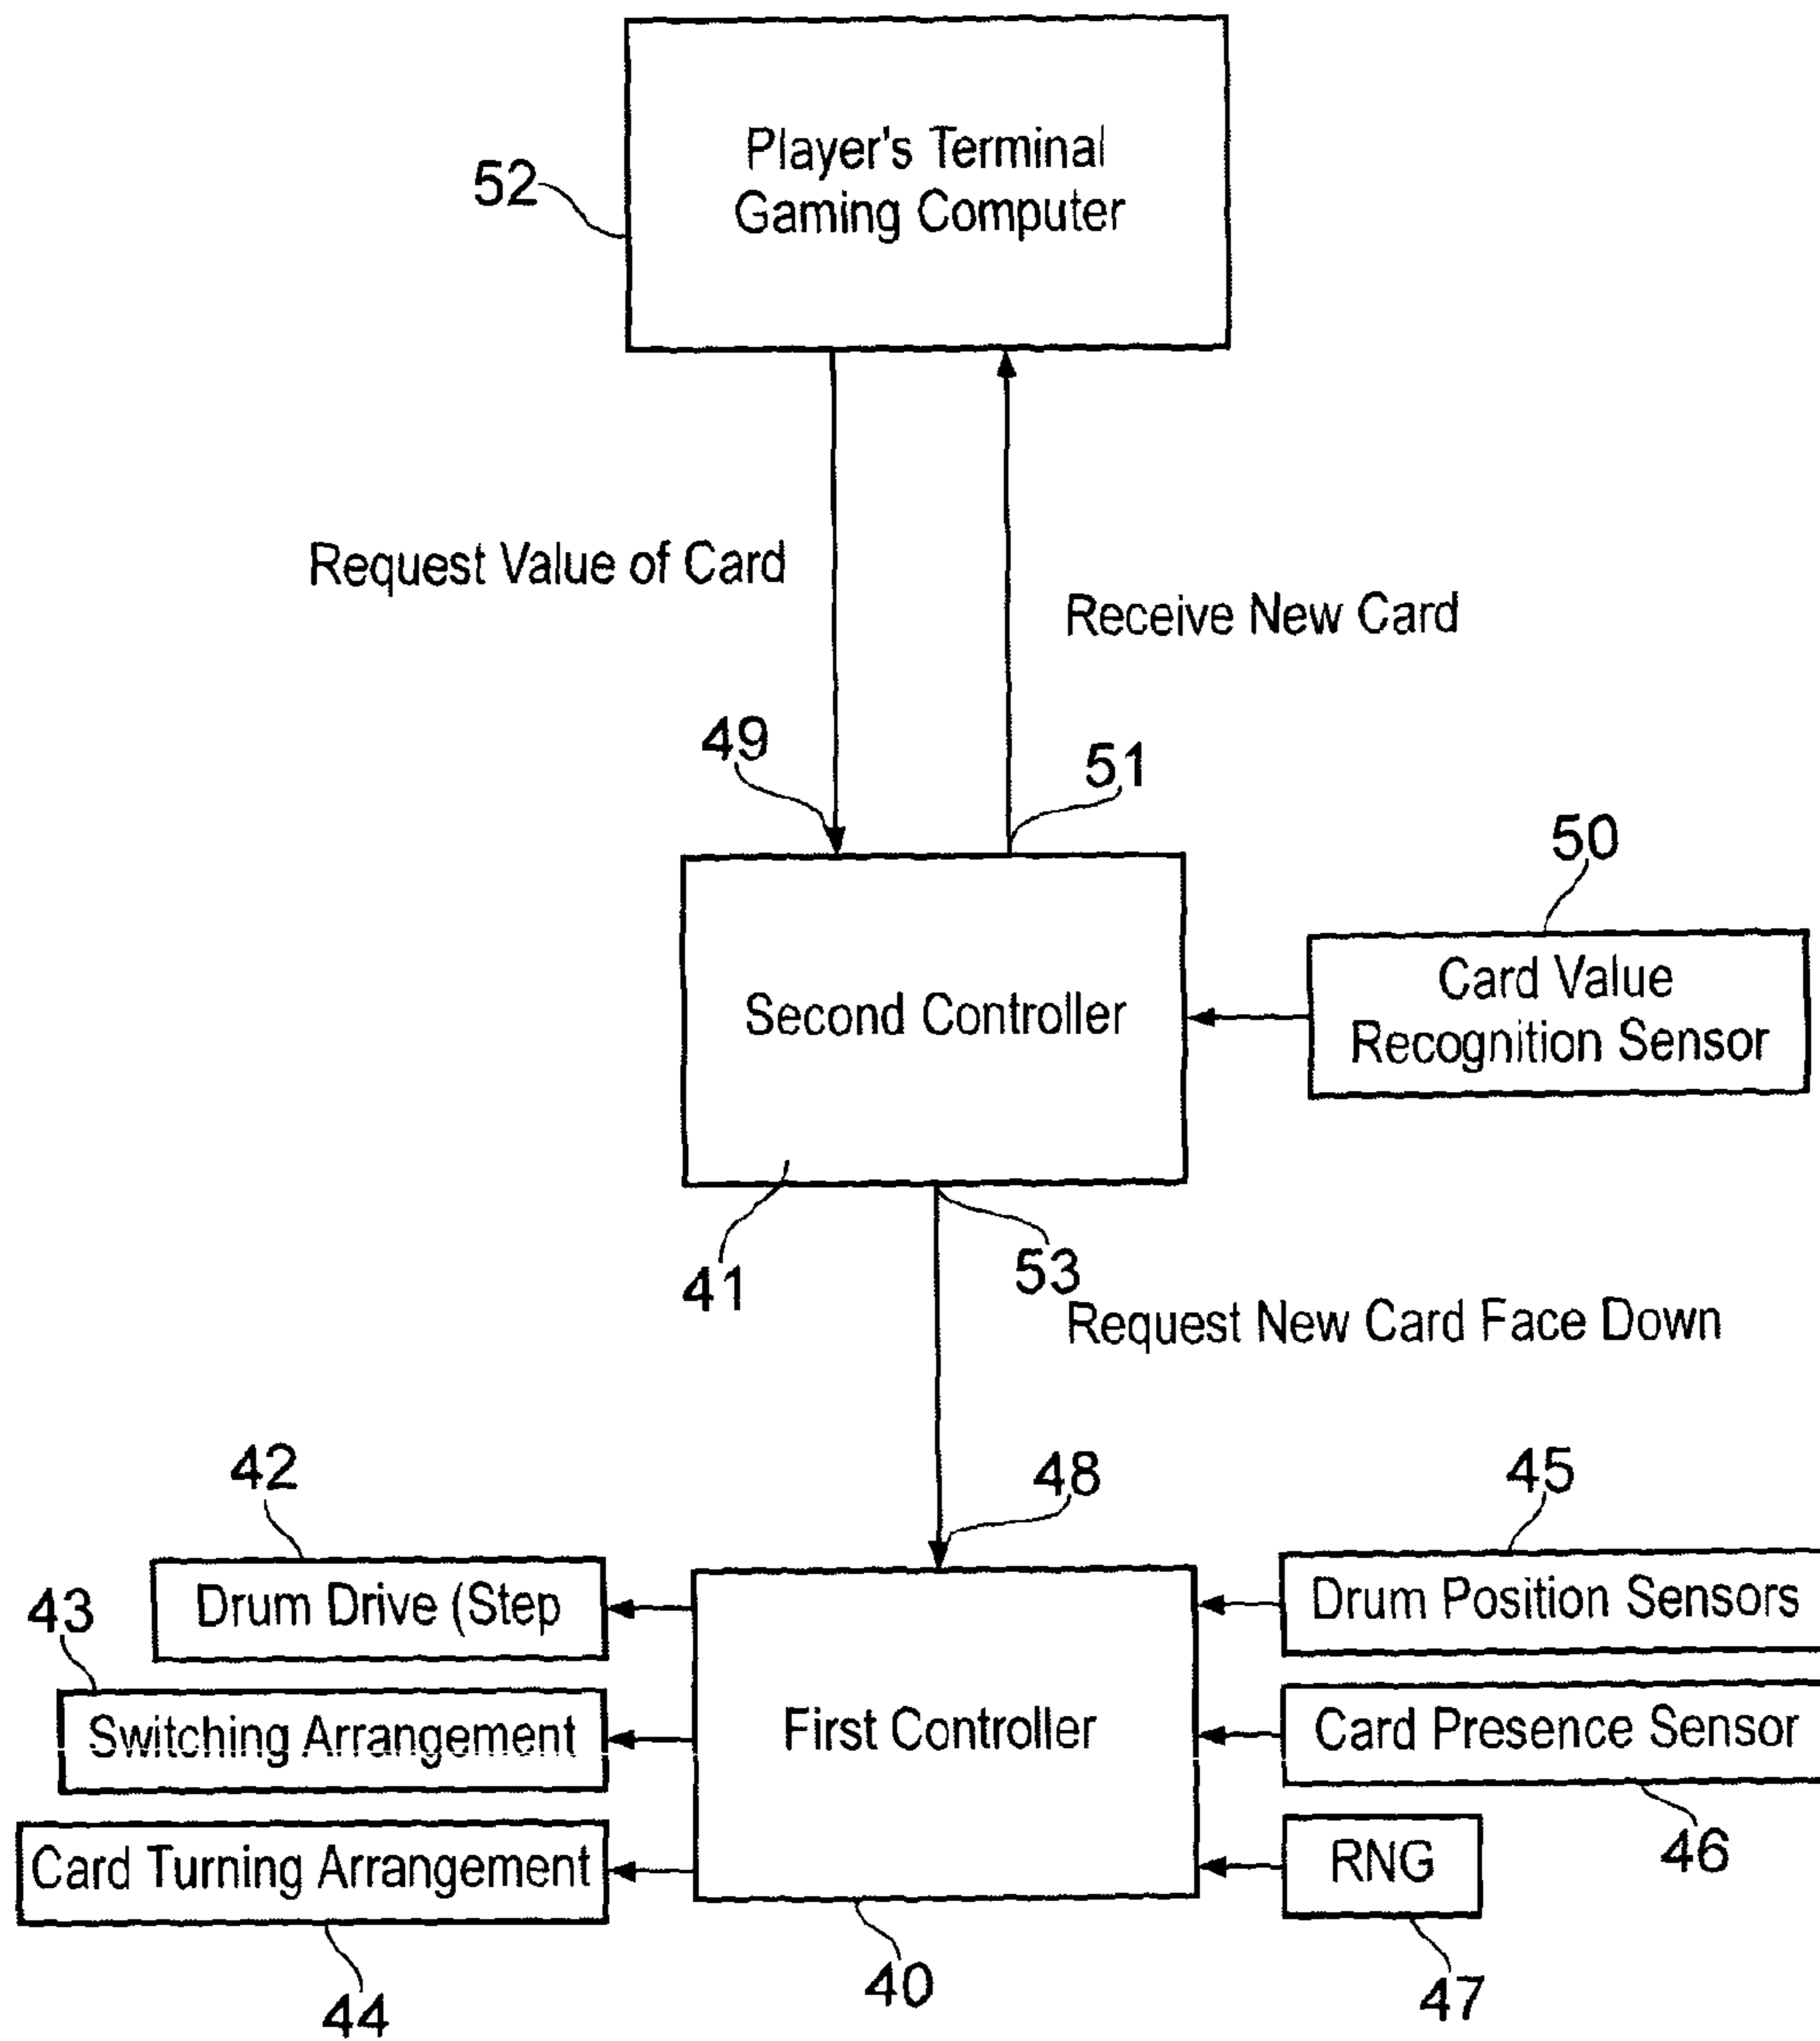 Player's Terminal
Gaming Computer
52
Request Value of Card
Receive New Card
49
51
50
Second Controller
Card Value
Recognition Sensor
41
53
Request New Card Face Down
42
48
45
43
Drum Drive (Step
Drum Position Sensors
Switching Arrangement
First Controller
Card Presence Sensor
Card Turning Arrangement
RNG
46
44
40
47